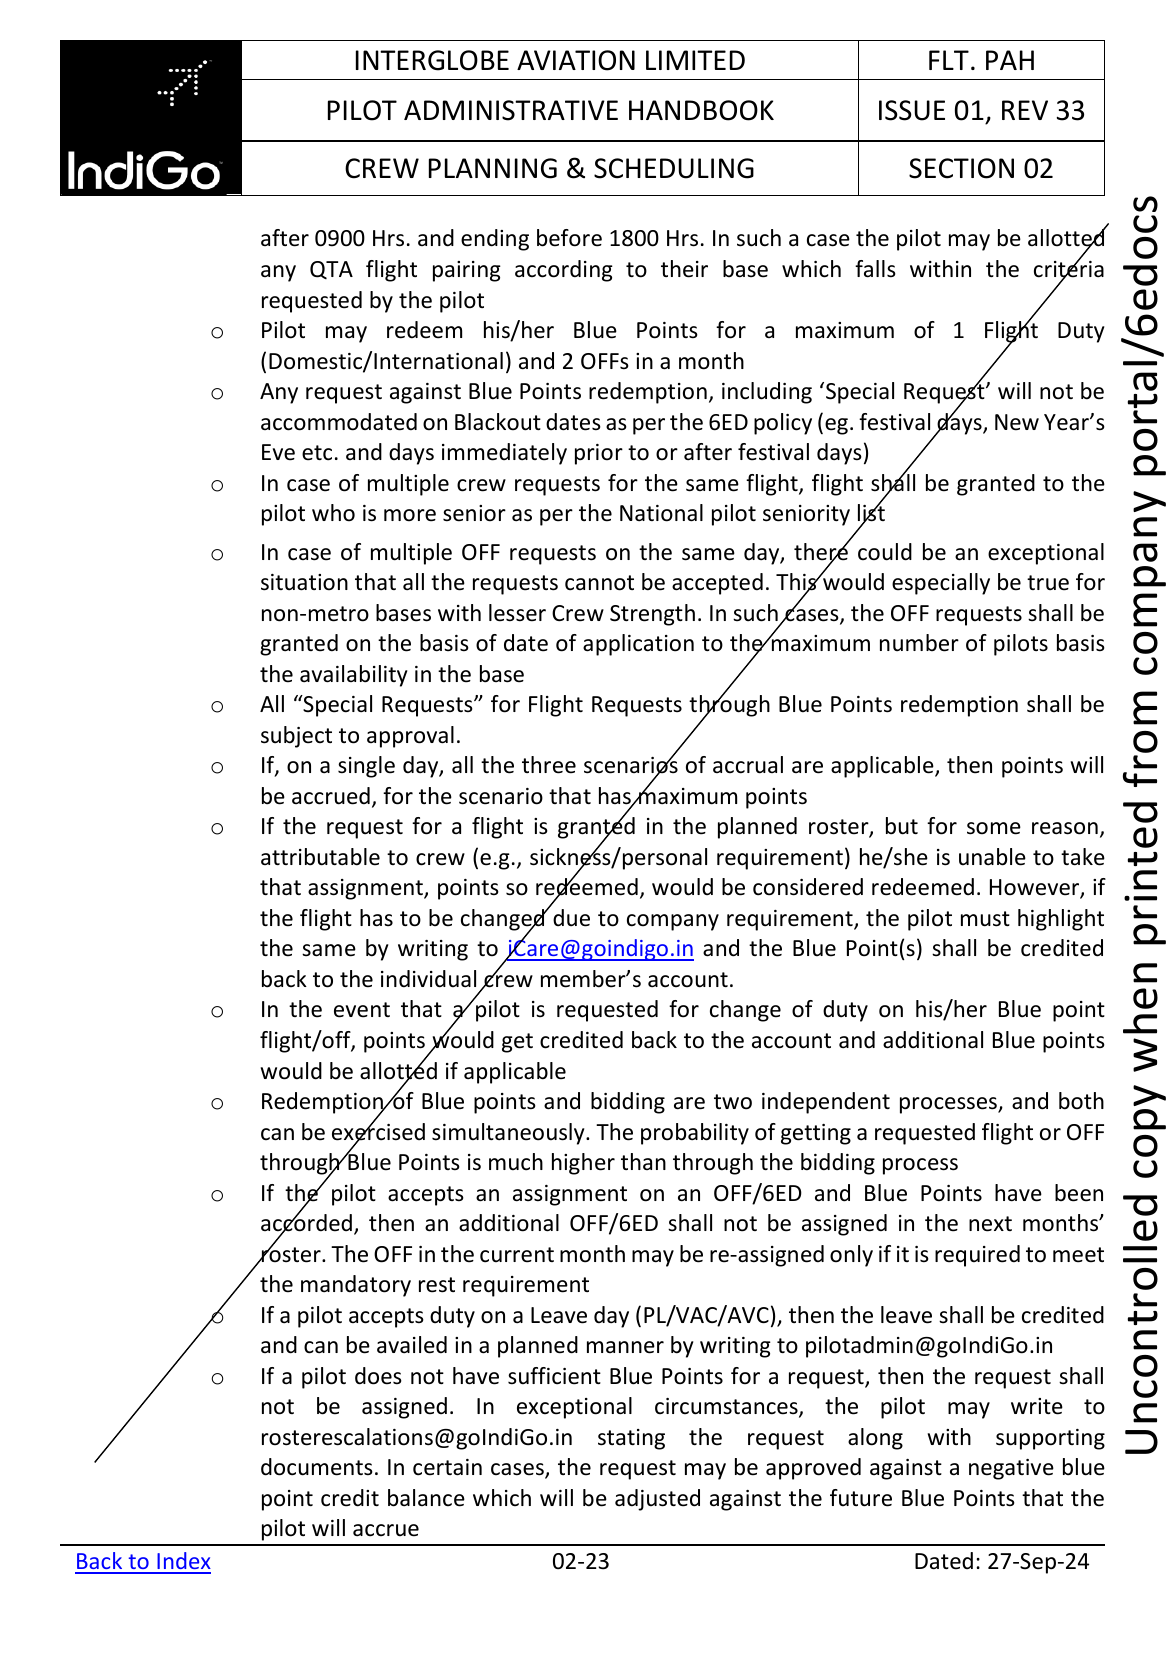 INTERGLOBE AVIATION LIMITED
FLT. PAH
PILOT ADMINISTRATIVE HANDBOOK
ISSUE 01, REV 33
IndiGo
CREW PLANNING & SCHEDULING
SECTION 02
after 0900 Hrs. and ending before 1800 Hrs. In such a case the pilot may be allotted
any QTA flight pairing according to their base which falls within the criteria
requested by the pilot
o Pilot may redeem his/her Blue Points for a maximum of 1 Flight Duty
(Domestic/International) and 2 OFFs in a month
o Any request against Blue Points redemption, including ‘Special Request’ will not be
accommodated on Blackout dates as per the 6ED policy (eg. festival days, New Year’s
Eve etc. and days immediately prior to or after festival days)
o In case of multiple crew requests for the same flight, flight shall be granted to the
pilot who is more senior as per the National pilot seniority list
o In case of multiple OFF requests on the same day, there could be an exceptional
situation that all the requests cannot be accepted. This would especially be true for
non-metro bases with lesser Crew Strength. In such cases, the OFF requests shall be
granted on the basis of date of application to the maximum number of pilots basis
the availability in the base
o All “Special Requests” for Flight Requests through Blue Points redemption shall be
subject to approval.
o If, on a single day, all the three scenarios of accrual are applicable, then points will
be accrued, for the scenario that has maximum points
o If the request for a flight is granted in the planned roster, but for some reason,
attributable to crew (e.g., sickness/personal requirement) he/she is unable to take
that assignment, points so redeemed, would be considered redeemed. However, if
the flight has to be changed due to company requirement, the pilot must highlight
the same by writing to iCare@goindigo.in and the Blue Point(s) shall be credited
back to the individual crew member’s account.
o In the event that a pilot is requested for change of duty on his/her Blue point
flight/off, points would get credited back to the account and additional Blue points
would be allotted if applicable
o Redemption of Blue points and bidding are two independent processes, and both
can be exercised simultaneously. The probability of getting a requested flight or OFF
through Blue Points is much higher than through the bidding process
o If the pilot accepts an assignment on an OFF/6ED and Blue Points have been
accorded, then an additional OFF/6ED shall not be assigned in the next months’
roster. The OFF in the current month may be re-assigned only if it is required to meet
the mandatory rest requirement
o If a pilot accepts duty on a Leave day (PL/VAC/AVC), then the leave shall be credited
and can be availed in a planned manner by writing to pilotadmin@goIndiGo.in
o If a pilot does not have sufficient Blue Points for a request, then the request shall
not be assigned. In exceptional circumstances, the pilot may write to
rosterescalations@goIndiGo.in stating the request along with supporting
documents. In certain cases, the request may be approved against a negative blue
point credit balance which will be adjusted against the future Blue Points that the
pilot will accrue
Back to Index
02-23
Dated: 27-Sep-24
Uncontrolled copy when printed from company portal/6edocs